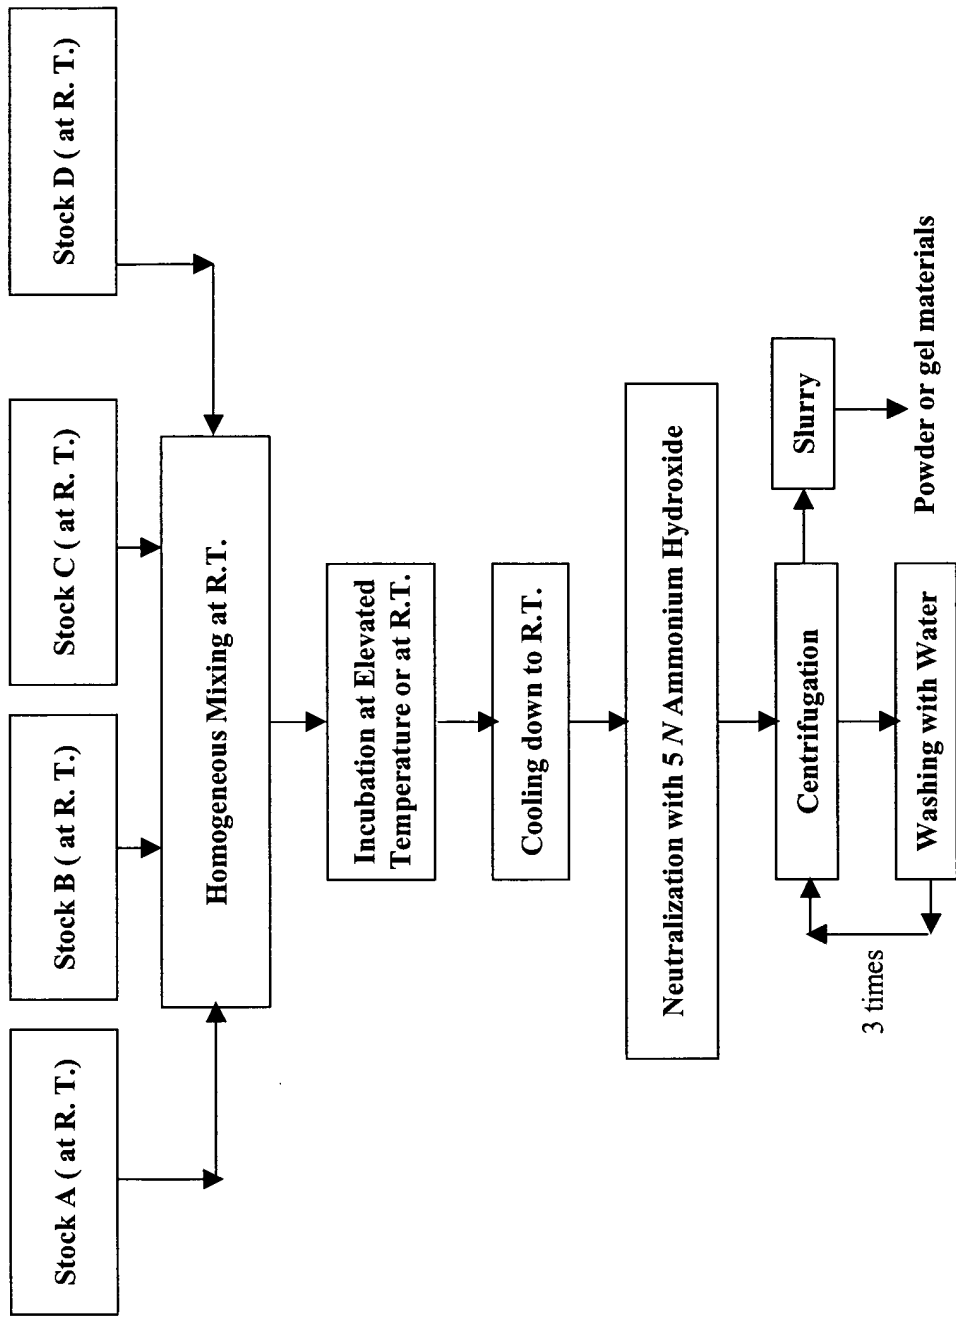 Stock A ( at R. T.)
Stock B ( at R. T.)
Stock C ( at R. T.)
Stock D ( at R. T.)
Homogeneous Mixing at R.T.
Incubation at Elevated
Temperature or at R.T.
Cooling down to R.T.
Neutralization with 5 N Ammonium Hydroxide
Centrifugation
Slurry
3 times
Washing with Water
Powder or gel materials